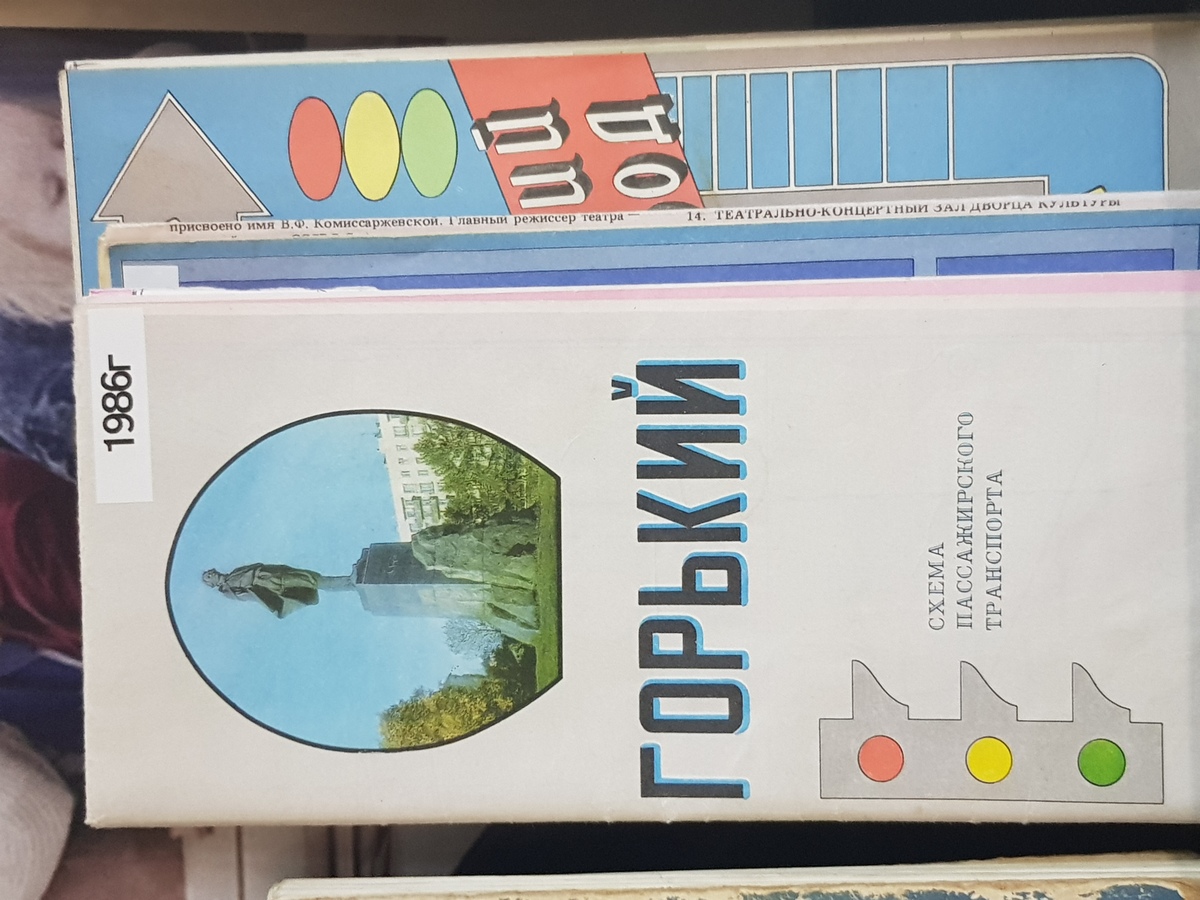 1986г
ГОРЬКИЙ
СХЕМА
ПАССАЖИРСКОГО
ТРАНСПОРТА
присвоено имя В.Ф. Комиссаржевской. Главный режиссер театра —
14. ТЕАТРАЛЬНО-КОНЦЕРТНЫЙ ЗАЛ ДВОРЦА КУЛЬТУРЫ